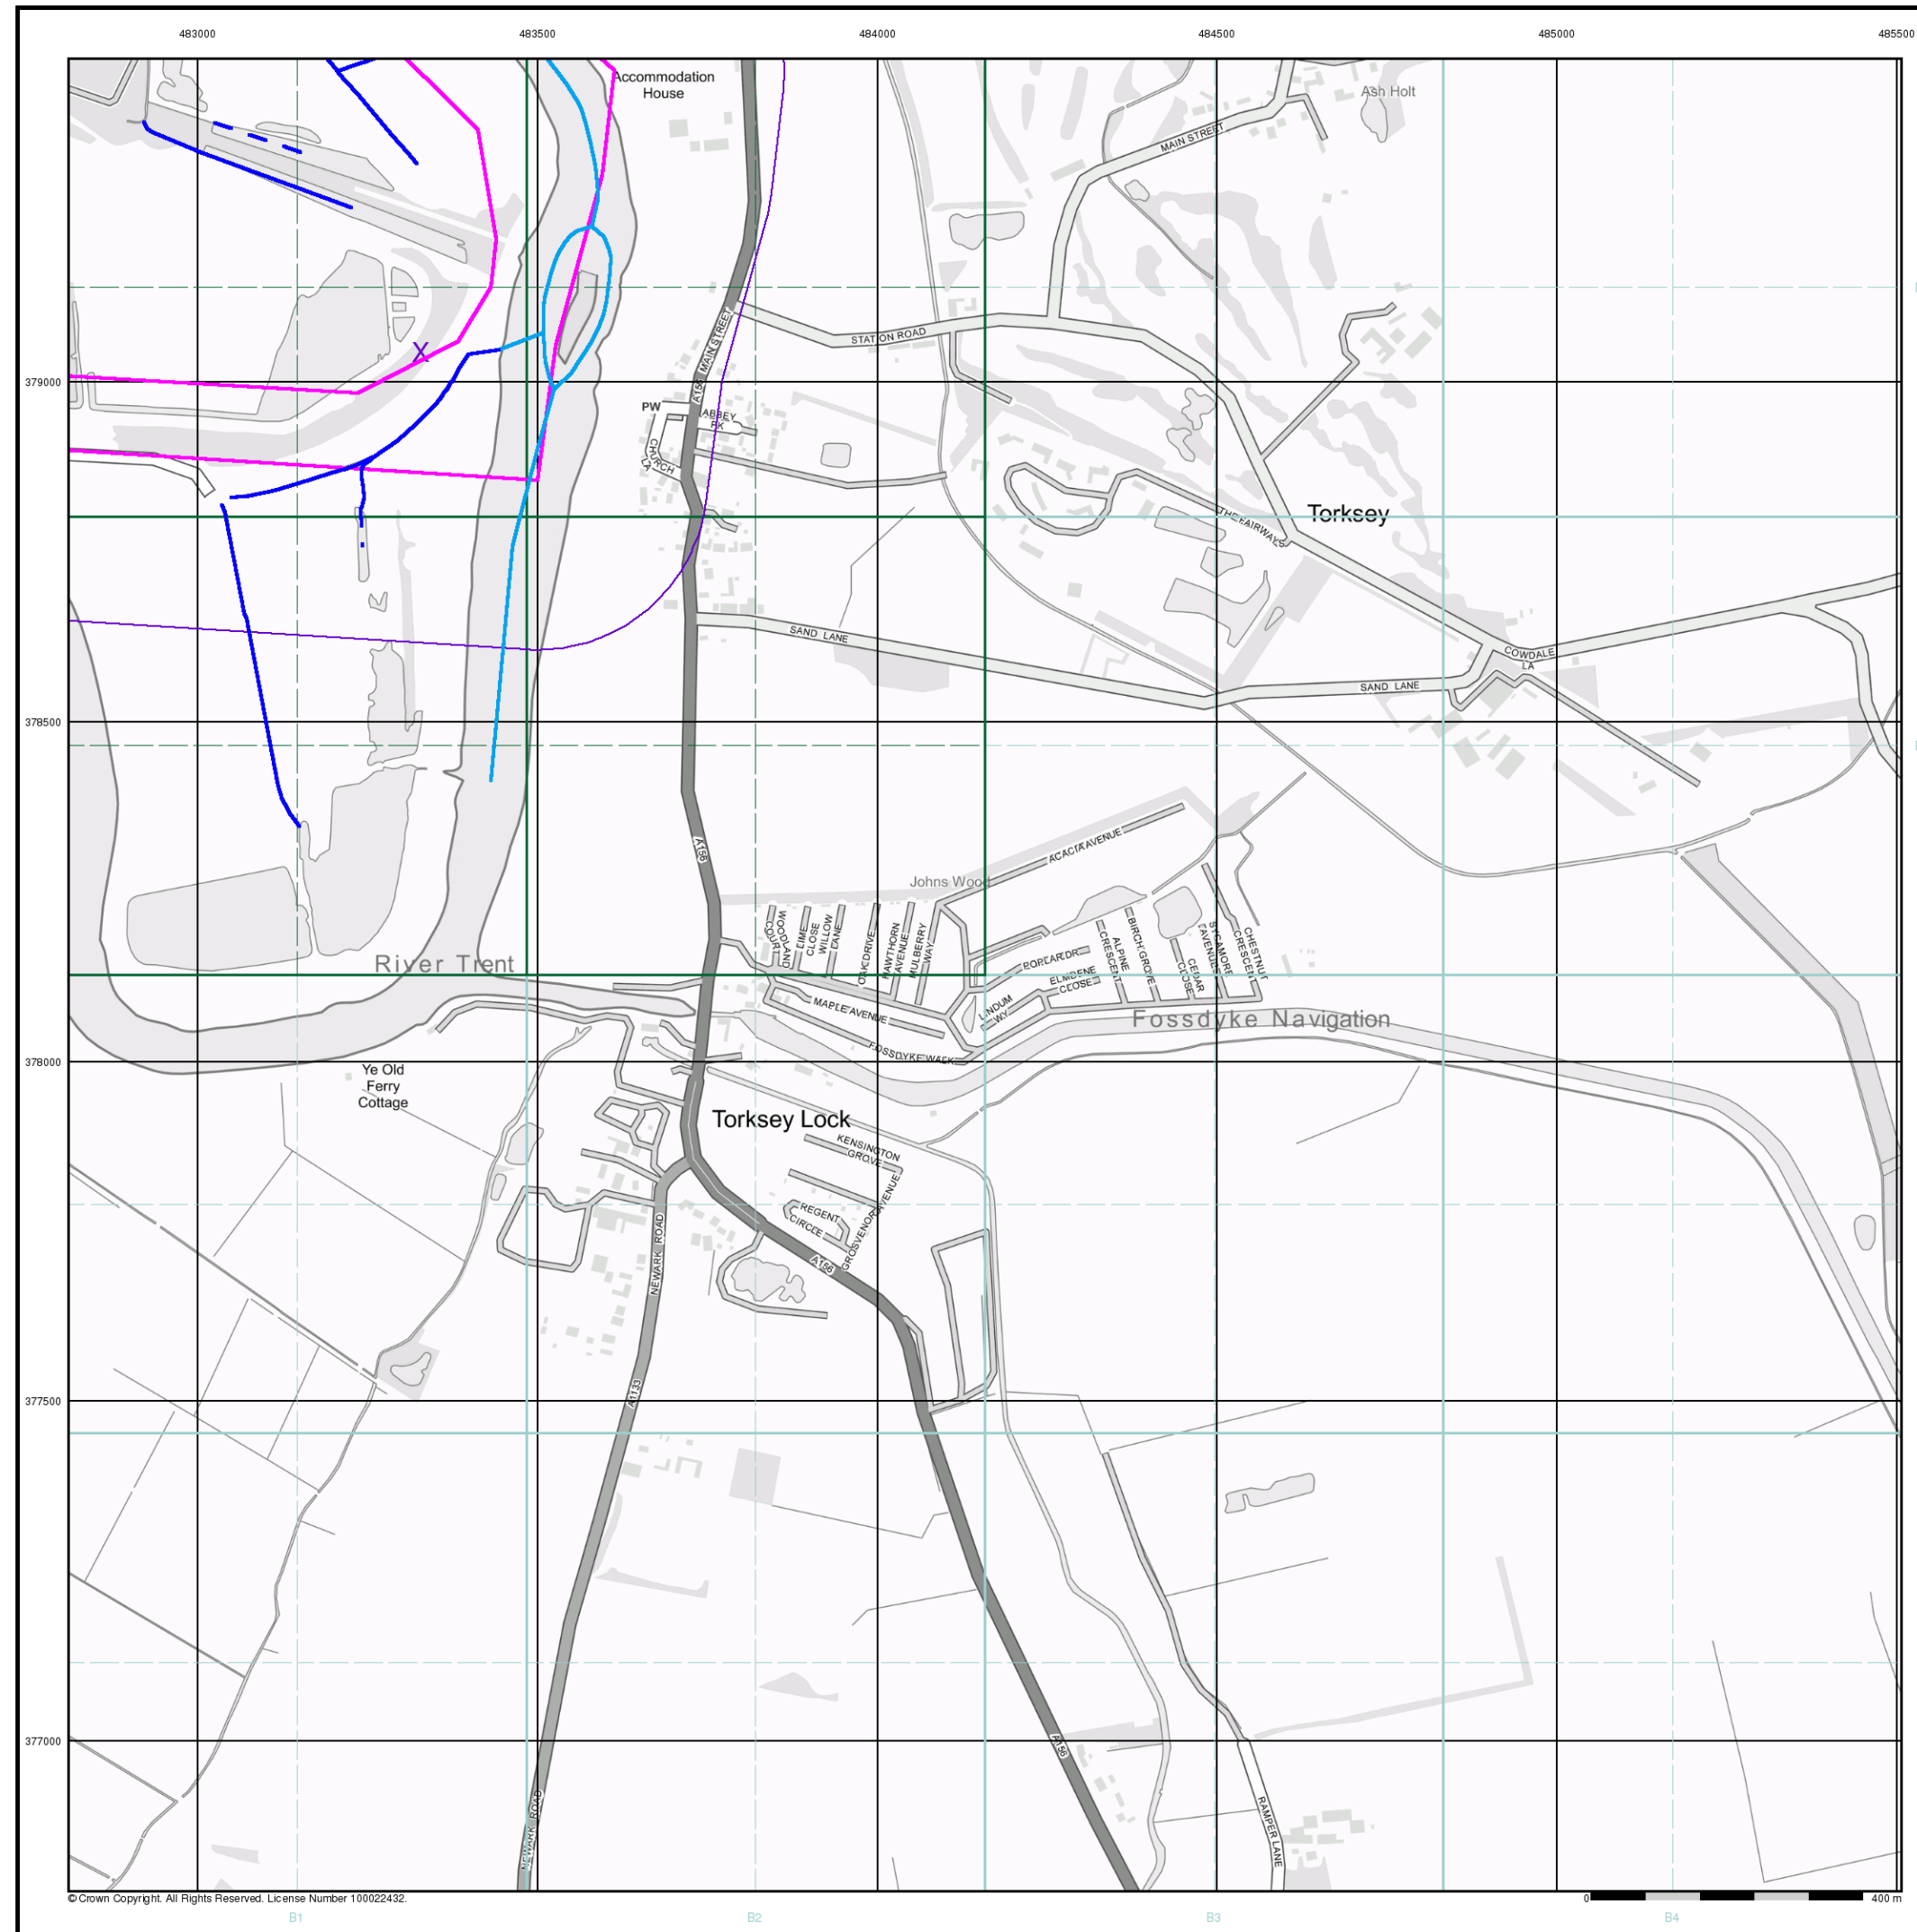 483000
483500
484000
484500
485000
485500
Accommodation
House
Ash Holt
MAIN STREET
STATION ROAD
A156 MAIN STREET
X
379000
PW
ABBEY
PK
CHURCH
LA
Torksey
THE FAIRWAYS
SAND LANE
COWDALE
LA
SAND LANE
378500
A156
ACACIA AVENUE
Johns Wood
WOODLAND
COURT
LIME
CLOSE
WILLOW
LANE
OAK DRIVE
HAWTHORN
AVENUE
MULBERRY
WAY
POPLAR DR
ELMDENE
CLOSE
ALPINE
CRESCENT
BIRCH GROVE
CEDAR
CLOSE
SYCAMORE
AVENUE
CHESTNUT
CRESCENT
River Trent
MAPLE AVENUE
LINDUM
WY
Fossdyke Navigation
FOSSDYKE WALK
378000
Ye Old
Ferry
Cottage
Torksey Lock
KENSINGTON
GROVE
REGENT
CIRCLE
GROSVENOR AVENUE
NEWARK ROAD
A156
A1133
377500
377000
A156
NEWARK ROAD
RAMPER LANE
© Crown Copyright. All Rights Reserved. License Number 100022432.
0
400 m
B1
B2
B3
B4